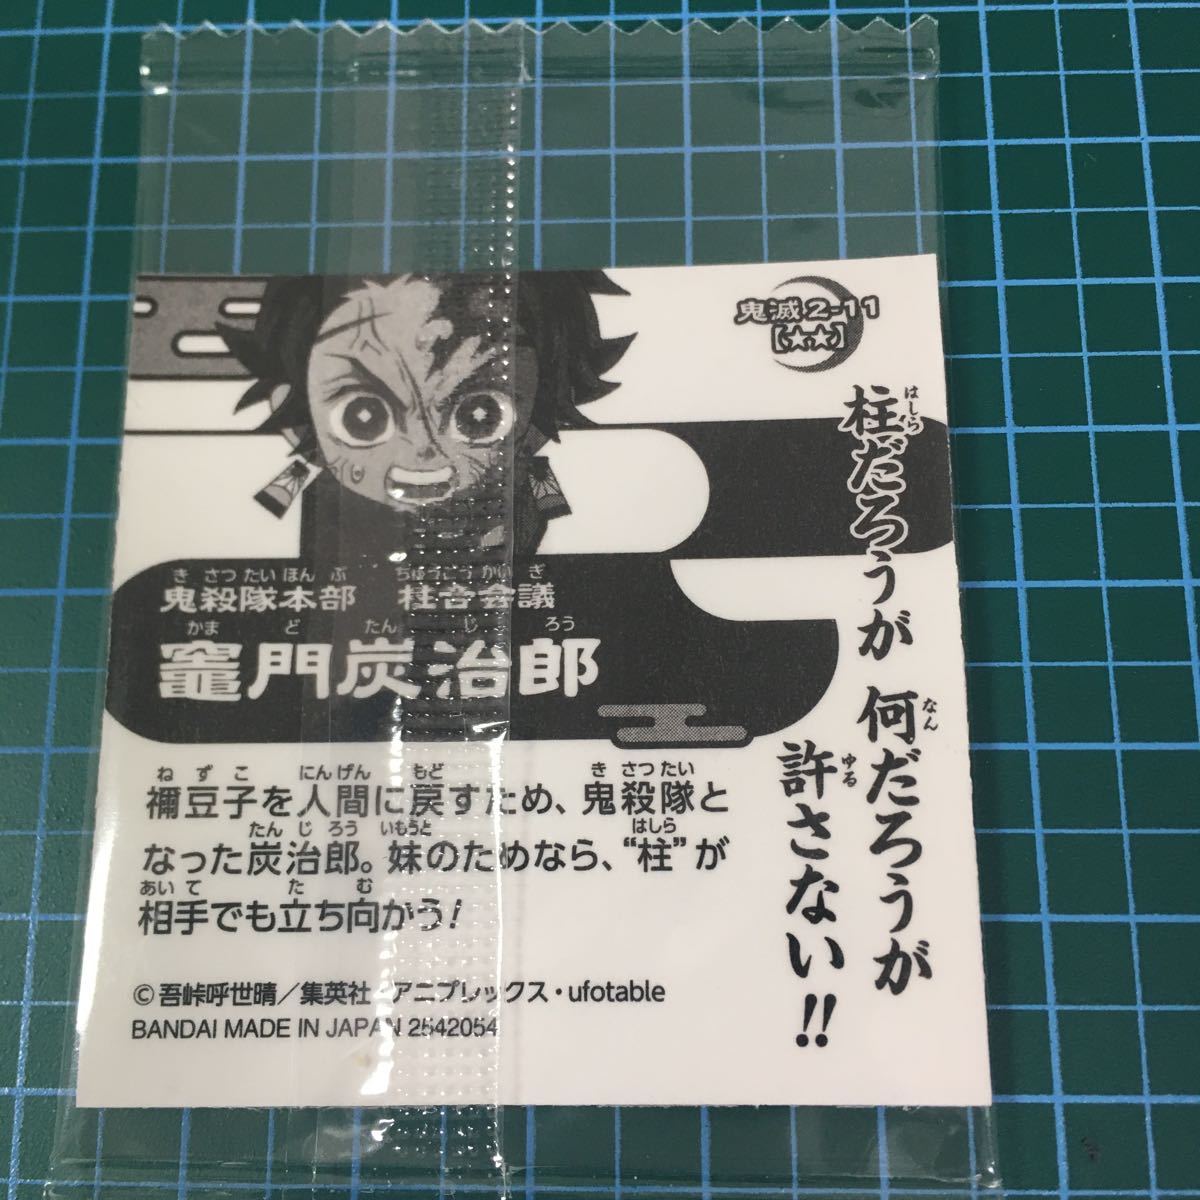 鬼滅2-11
【★★】
柱だろうが 何だろうが
はしら
なん
許さない!!
ゆる
きさつたいほんぶ ちゅうごうかいぎ
鬼殺隊本部 柱合会議
かまどたんじろう
竈門炭治郎
ねずこ にんげん もど きさつたい
禰豆子を人間に戻すため、鬼殺隊と
たんじろう いもうと はしら
なった炭治郎。妹のためなら、“柱”が
あいて た む
相手でも立ち向かう!
©吾峠呼世晴/集英社・アニプレックス・ufotable
BANDAI MADE IN JAPAN 2542054